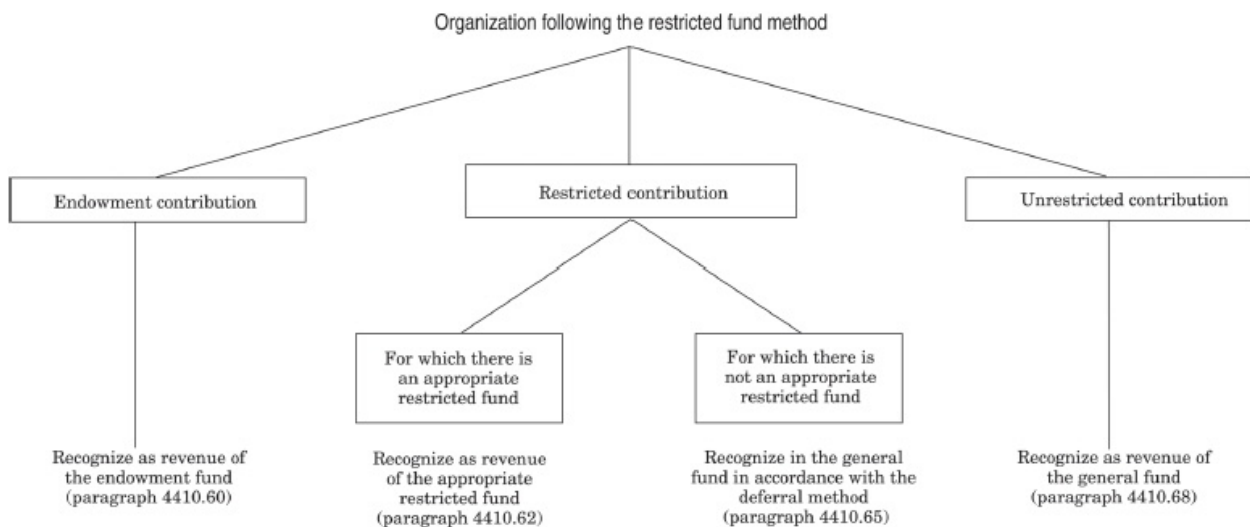 Organization following the restricted fund method
Endowment contribution
Restricted contribution
Unrestricted contribution
For which there is
an appropriate
restricted fund
For which there is
not an appropriate
restricted fund
Recognize as revenue of
the endowment fund
(paragraph 4410.60)
Recognize as revenue
of the appropriate
restricted fund
(paragraph 4410.62)
Recognize in the general
fund in accordance with the
deferral method
(paragraph 4410.65)
Recognize as revenue of
the general fund
(paragraph 4410.68)